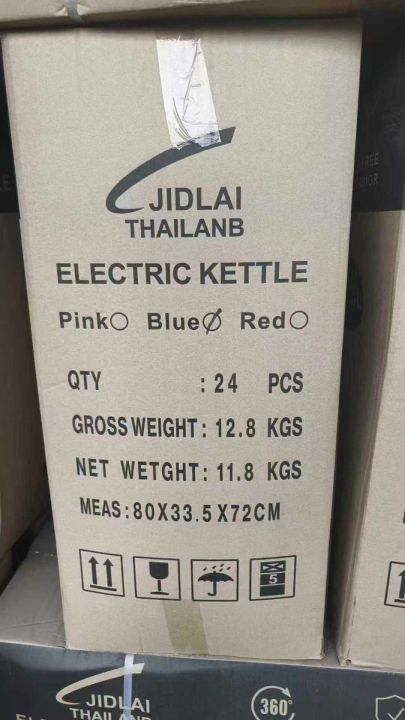 JIDLAI
THAILANB
ELECTRIC KETTLE
Pink○ Blue∅ Red○
QTY : 24 PCS
GROSS WEIGHT: 12.8 KGS
NET WETGHT: 11.8 KGS
MEAS:80X33.5X72CM
5
JIDLAI
360°